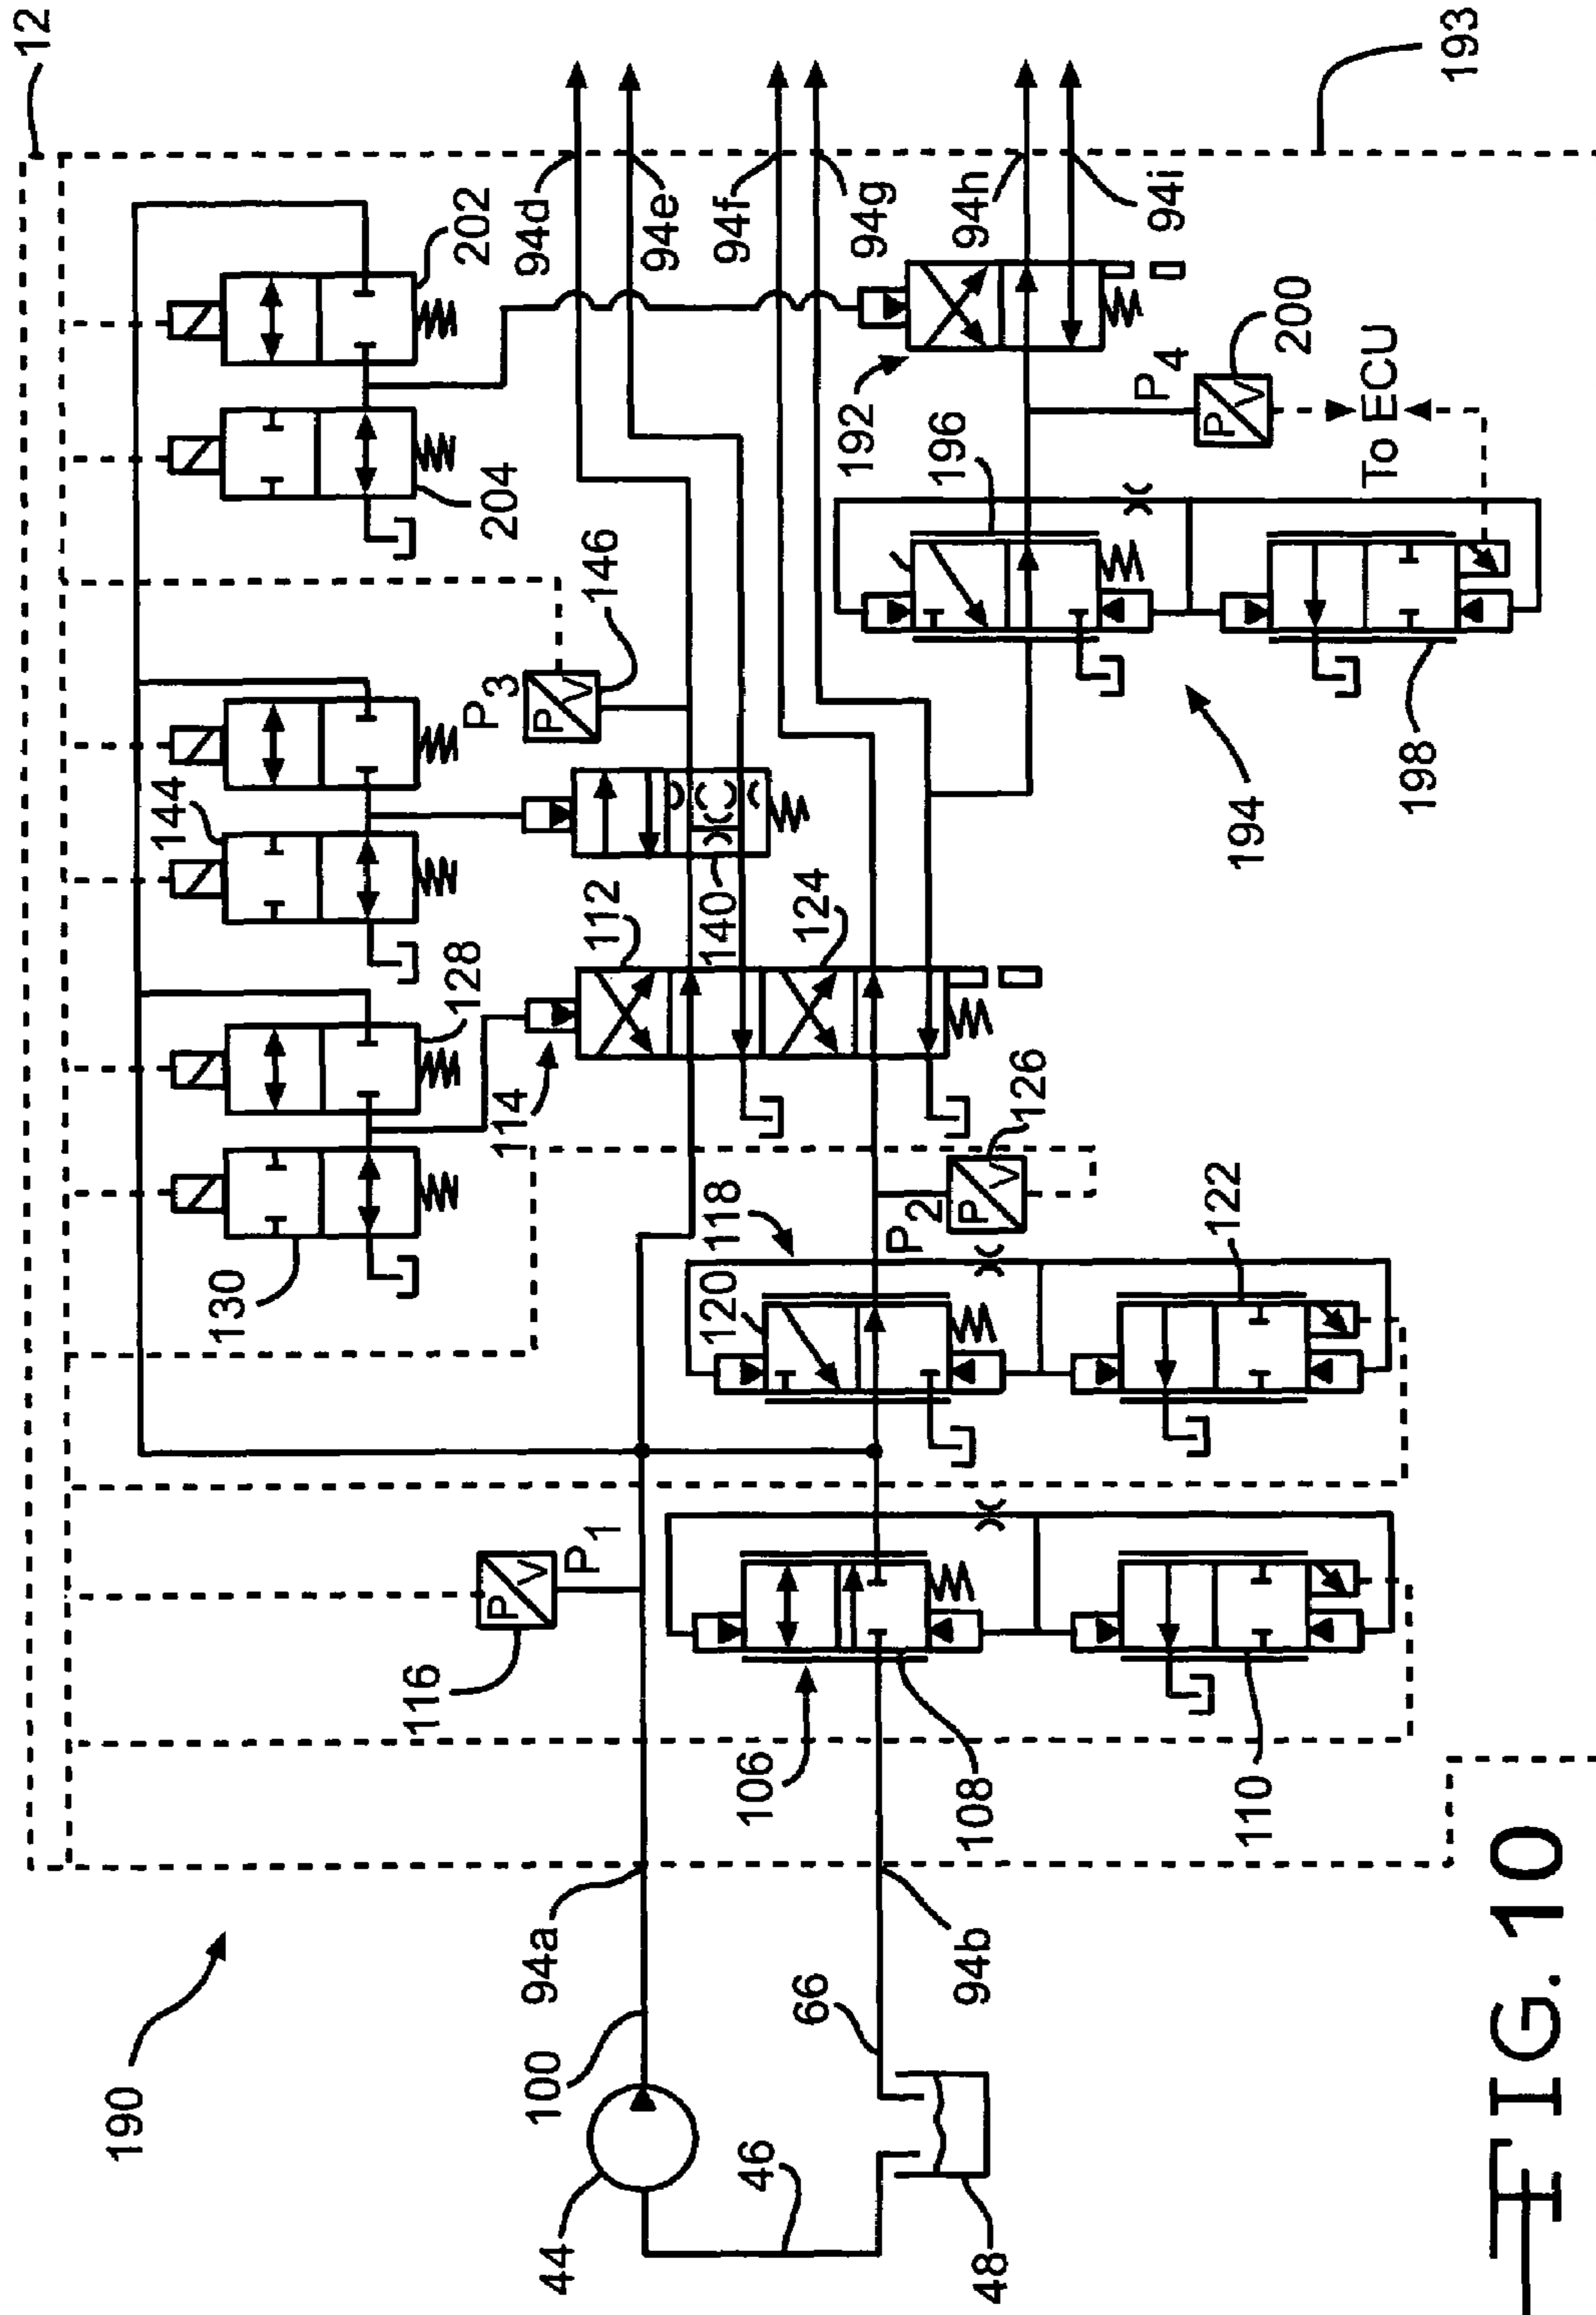 12
193
202
94d
94e
94f
94g
94h
94i
204
192
P4
200
To ECU
196
146
P3
P V
P V
144
194
198
128
140
112
124
114
126
P V
130
118
P2
120
122
116
P V
P1
106
108
110
190
94a
94b
100
66
44
46
48
FIG. 10